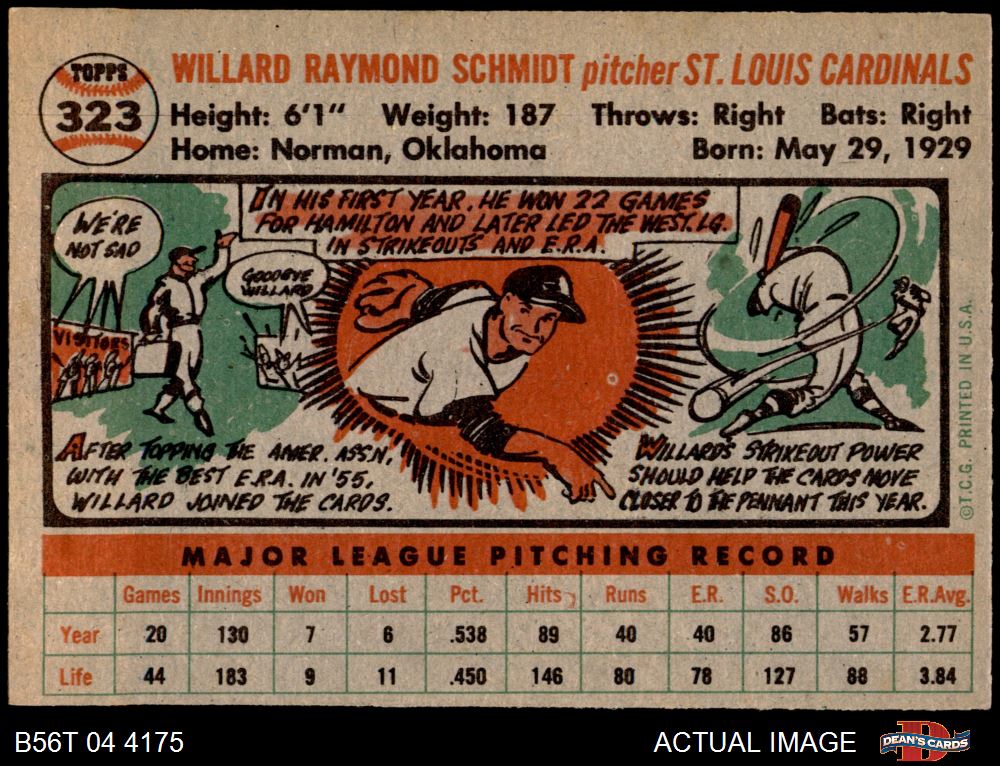 TOPPS
323
WILLARD RAYMOND SCHMIDT pitcher ST. LOUIS CARDINALS
Height: 6'1" Weight: 187 Throws: Right Bats: Right
Home: Norman, Oklahoma Born: May 29, 1929
IN HIS FIRST YEAR, HE WON 22 GAMES
FOR HAMILTON AND LATER LED THE WEST. LG.
IN STRIKEOUTS AND E.R.A.
WE'RE
NOT SAD
GOODBYE
WILLARD
VISITORS
AFTER TOPPING THE AMER. ASS'N,
WITH THE BEST E.R.A. IN '55,
WILLARD JOINED THE CARDS.
WILLARD'S STRIKEOUT POWER
SHOULD HELP THE CARDS MOVE
CLOSER TO THE PENNANT THIS YEAR.
©T.C.G. PRINTED IN U.S.A.
MAJOR LEAGUE PITCHING RECORD
Games Innings Won Lost Pct. Hits Runs E.R. S.O. Walks E.R.Avg.
Year 20 130 7 6 .538 89 40 40 86 57 2.77
Life 44 183 9 11 .450 146 80 78 127 88 3.84
B56T 04 4175 ACTUAL IMAGE DEAN'S CARDS